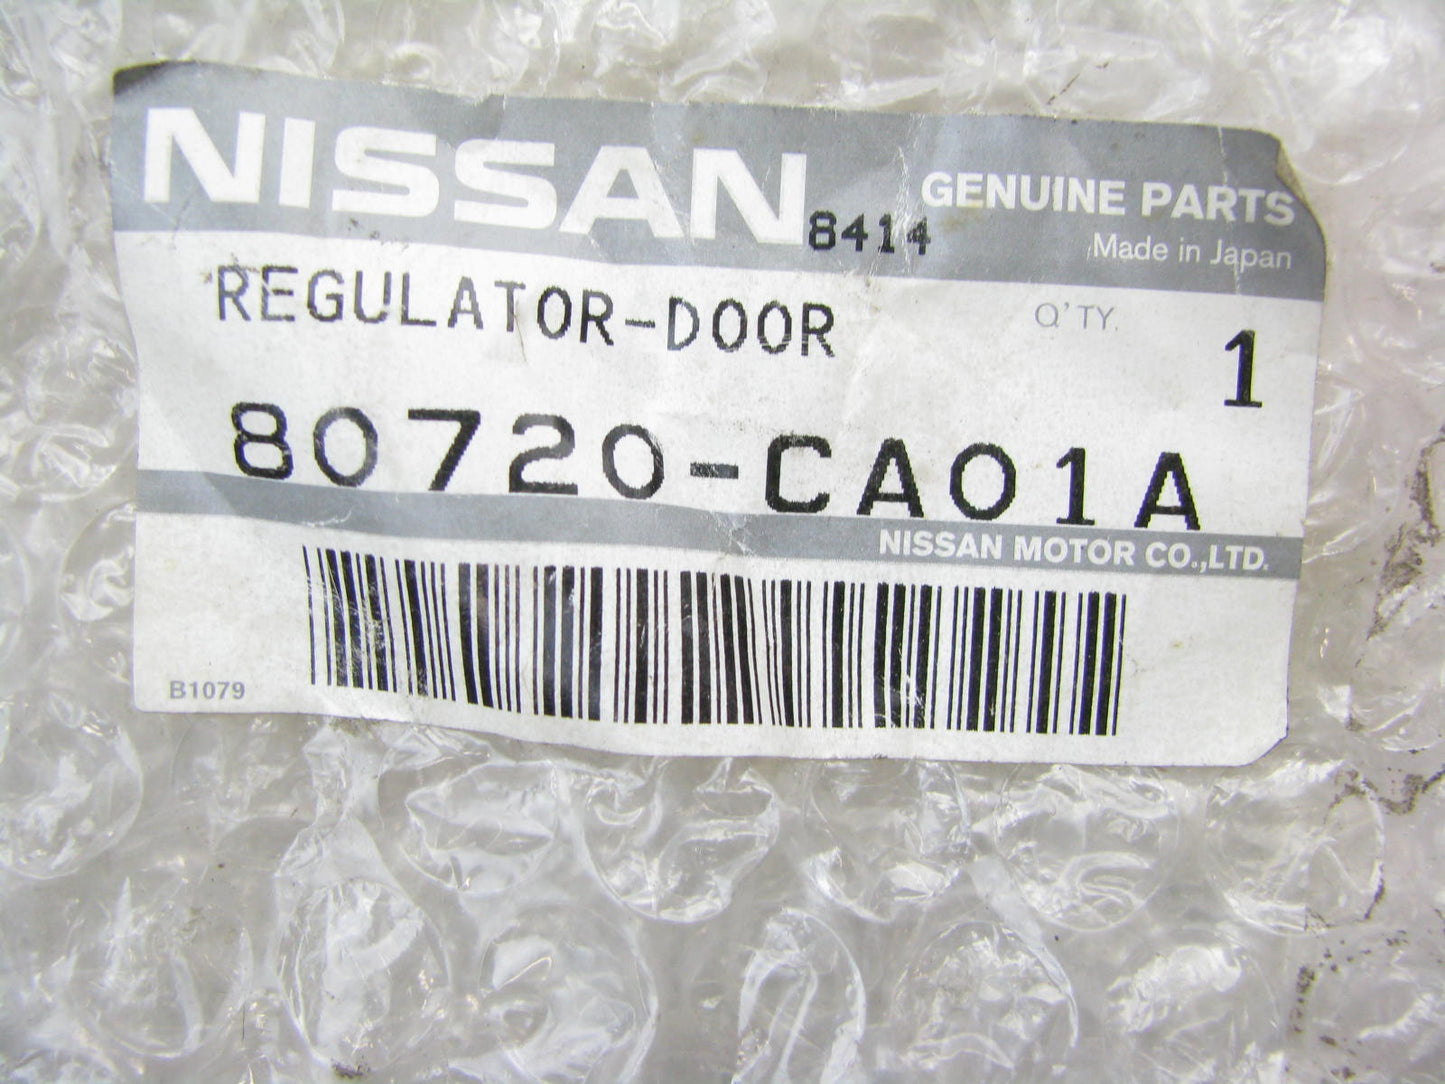 NISSAN
8414
GENUINE PARTS
Made in Japan
REGULATOR-DOOR
Q'TY.
1
80720-CA01A
NISSAN MOTOR CO.,LTD.
B1079